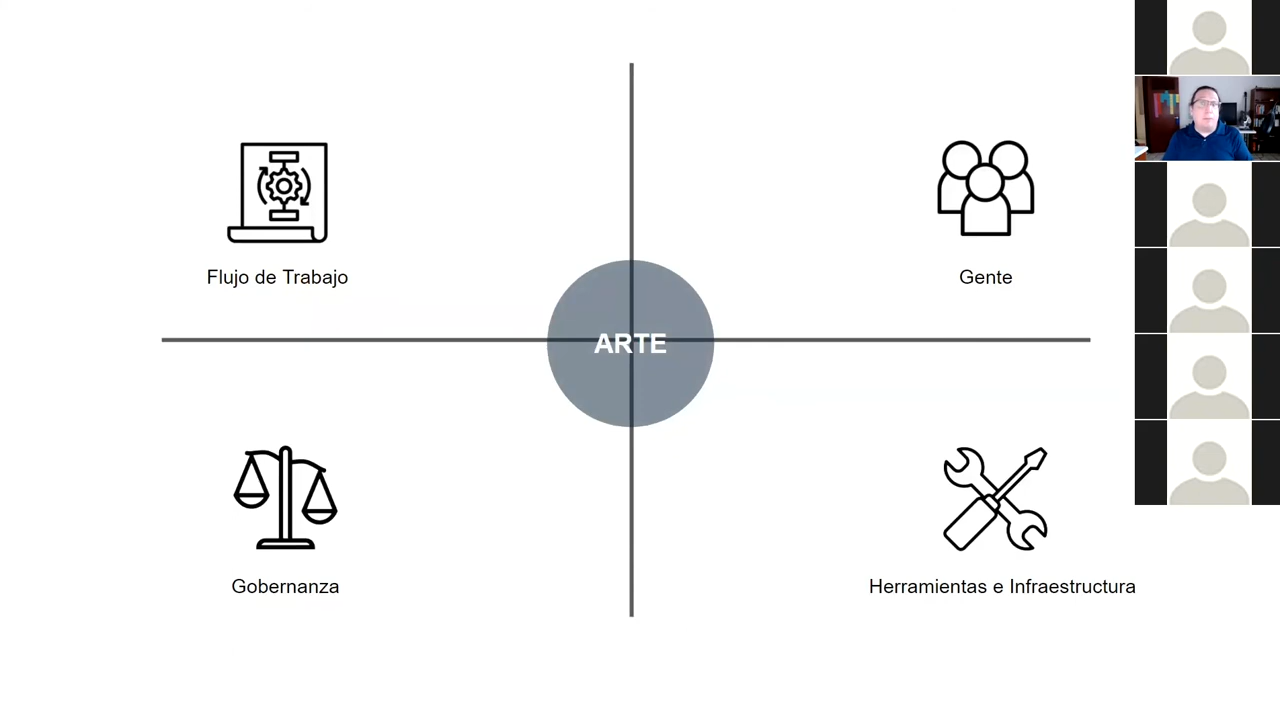 Flujo de Trabajo
Gente
ARTE
Gobernanza
Herramientas e Infraestructura